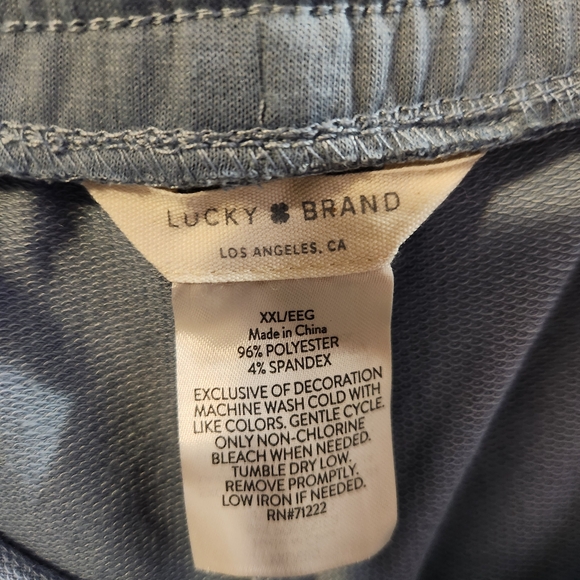 LUCKY BRAND
LOS ANGELES, CA
XXL/EEG
Made in China
96% POLYESTER
4% SPANDEX
EXCLUSIVE OF DECORATION
MACHINE WASH COLD WITH
LIKE COLORS. GENTLE CYCLE.
ONLY NON-CHLORINE
BLEACH WHEN NEEDED.
TUMBLE DRY LOW.
REMOVE PROMPTLY.
LOW IRON IF NEEDED.
RN#71222